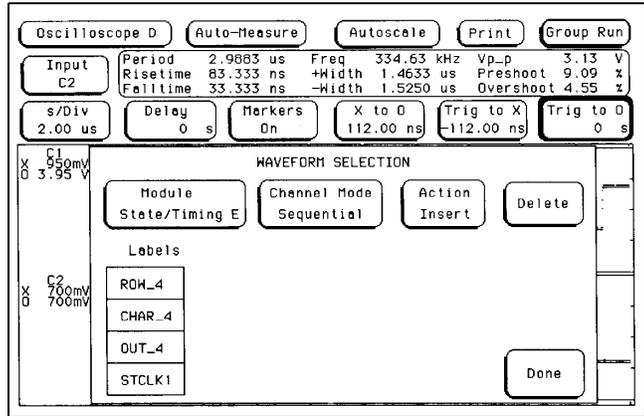 Oscilloscope D Auto-Measure Autoscale Print Group Run
Input C2
Period 2.9883 us Freq 334.63 kHz Vp_p 3.13 V
Risetime 83.333 ns +Width 1.4633 us Preshoot 9.09 %
Falltime 33.333 ns -Width 1.5250 us Overshoot 4.55 %
s/Div Delay Markers X to O Trig to X Trig to O
2.00 us 0 s On 112.00 ns -112.00 ns 0 s
C1
X 950mV
O 3.95 V
WAVEFORM SELECTION
Module Channel Mode Action Delete
State/Timing E Sequential Insert
Labels
C2
X 700mV
O 700mV
ROW_4
CHAR_4
OUT_4
STCLK1
Done